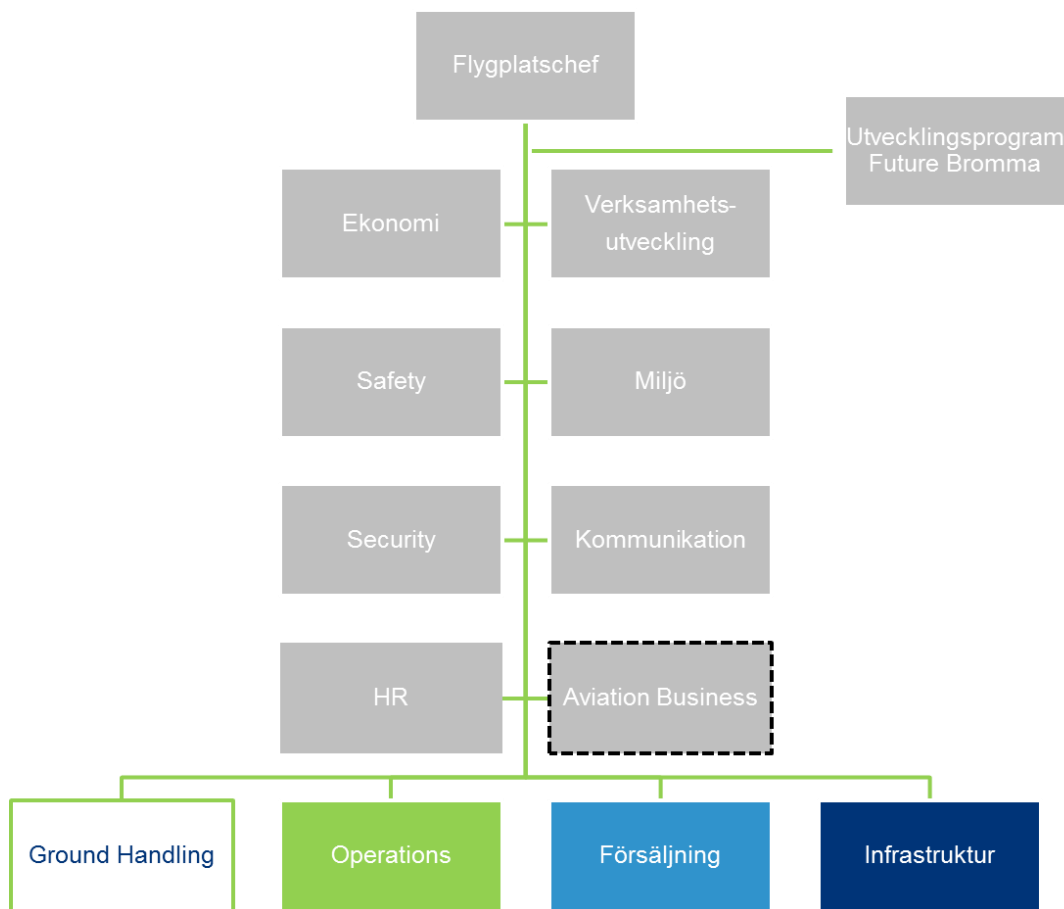 Flygplatschef
Utvecklingsprogram
Future Bromma
Ekonomi
Verksamhets-
utveckling
Safety
Miljö
Security
Kommunikation
HR
Aviation Business
Ground Handling
Operations
Försäljning
Infrastruktur